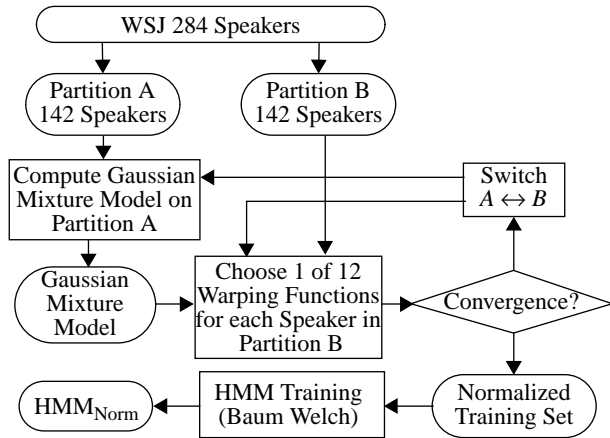 WSJ 284 Speakers
Partition A
142 Speakers
Partition B
142 Speakers
Compute Gaussian
Mixture Model on
Partition A
Switch
A ↔ B
Gaussian
Mixture
Model
Choose 1 of 12
Warping Functions
for each Speaker in
Partition B
Convergence?
HMM_Norm
HMM Training
(Baum Welch)
Normalized
Training Set